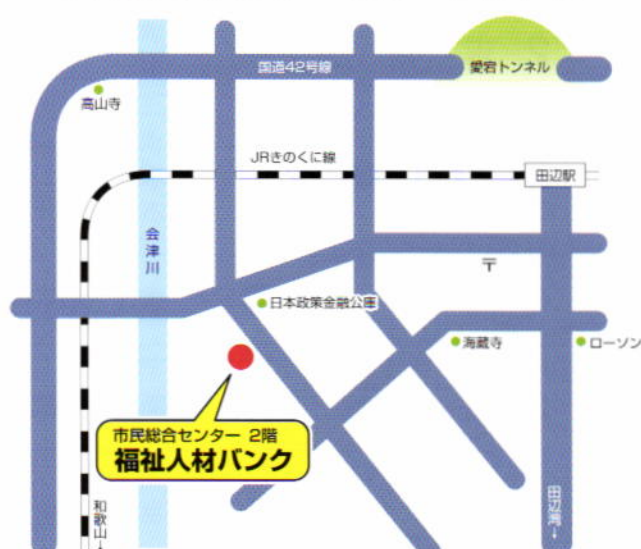 国道42号線
愛宕トンネル
高山寺
JRきのくに線
田辺駅
会津川
〒
日本政策金融公庫
海蔵寺
ローソン
市民総合センター 2階
福祉人材バンク
和歌山→
田辺湾→